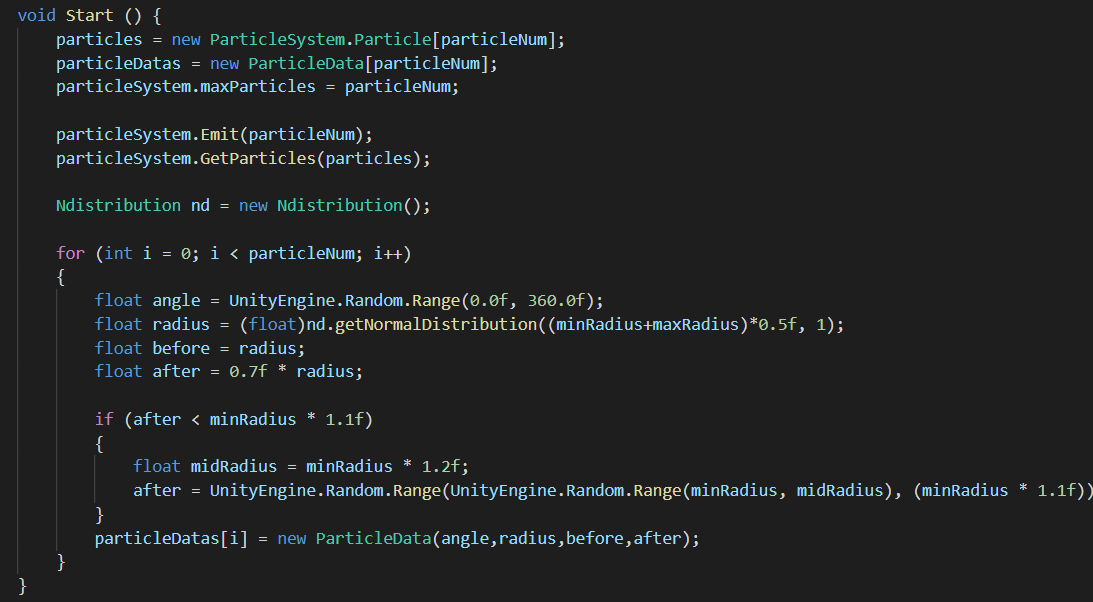 void Start () {
    particles = new ParticleSystem.Particle[particleNum];
    particleDatas = new ParticleData[particleNum];
    particleSystem.maxParticles = particleNum;

    particleSystem.Emit(particleNum);
    particleSystem.GetParticles(particles);

    Ndistribution nd = new Ndistribution();

    for (int i = 0; i < particleNum; i++)
    {
        float angle = UnityEngine.Random.Range(0.0f, 360.0f);
        float radius = (float)nd.getNormalDistribution((minRadius+maxRadius)*0.5f, 1);
        float before = radius;
        float after = 0.7f * radius;

        if (after < minRadius * 1.1f)
        {
            float midRadius = minRadius * 1.2f;
            after = UnityEngine.Random.Range(UnityEngine.Random.Range(minRadius, midRadius), (minRadius * 1.1f))
        }
        particleDatas[i] = new ParticleData(angle,radius,before,after);
    }
}